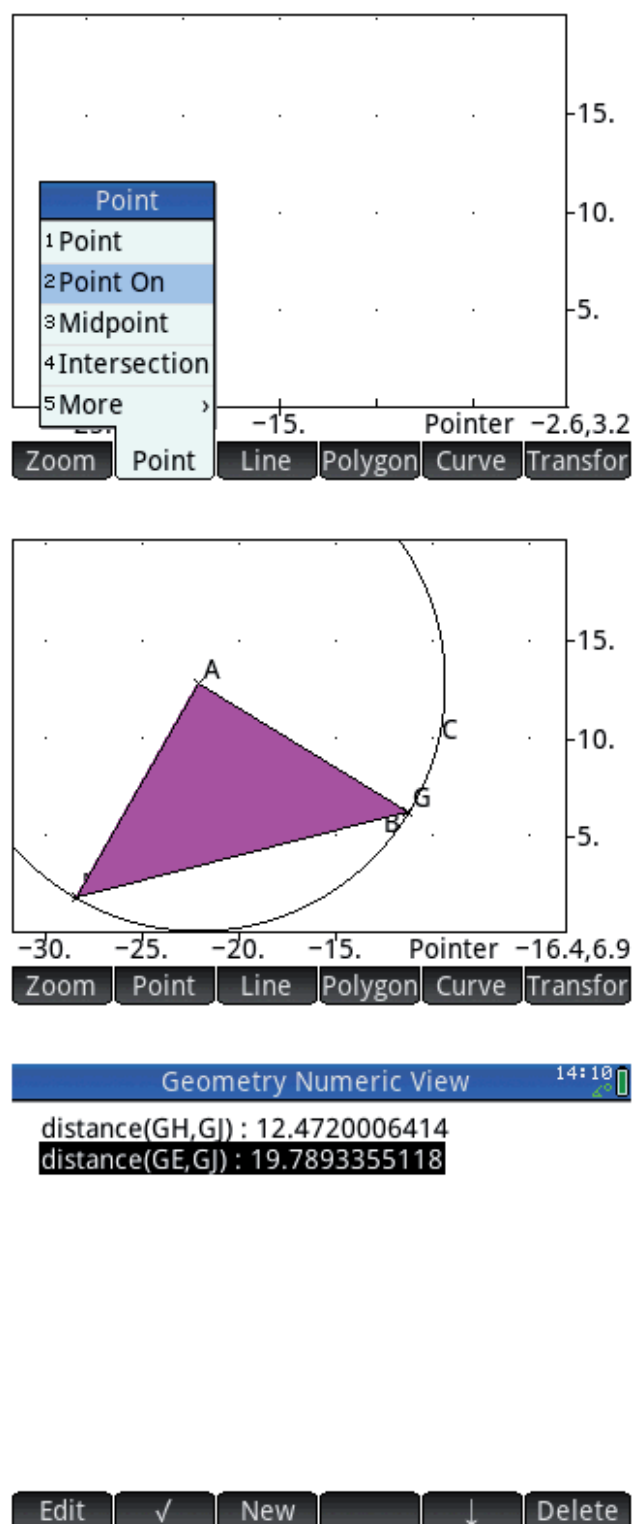 -15.
Point
-10.
1 Point
2 Point On
3 Midpoint
-5.
4 Intersection
5 More ›
−15. Pointer −2.6,3.2
Zoom Point Line Polygon Curve Transfor
A
-15.
C
-10.
G
B
-5.
−30. −25. −20. −15. Pointer −16.4,6.9
Zoom Point Line Polygon Curve Transfor
Geometry Numeric View 14:10
distance(GH,GJ) : 12.4720006414
distance(GE,GJ) : 19.7893355118
Edit √ New ↓ Delete